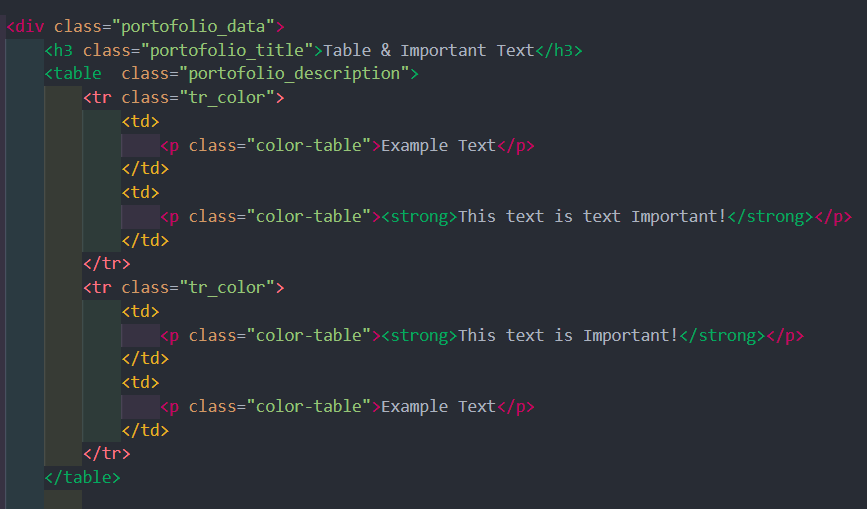 <div class="portofolio_data">
    <h3 class="portofolio_title">Table & Important Text</h3>
    <table  class="portofolio_description">
        <tr class="tr_color">
            <td>
                <p class="color-table">Example Text</p>
            </td>
            <td>
                <p class="color-table"><strong>This text is text Important!</strong></p>
            </td>
        </tr>
        <tr class="tr_color">
            <td>
                <p class="color-table"><strong>This text is Important!</strong></p>
            </td>
            <td>
                <p class="color-table">Example Text</p>
            </td>
        </tr>
    </table>